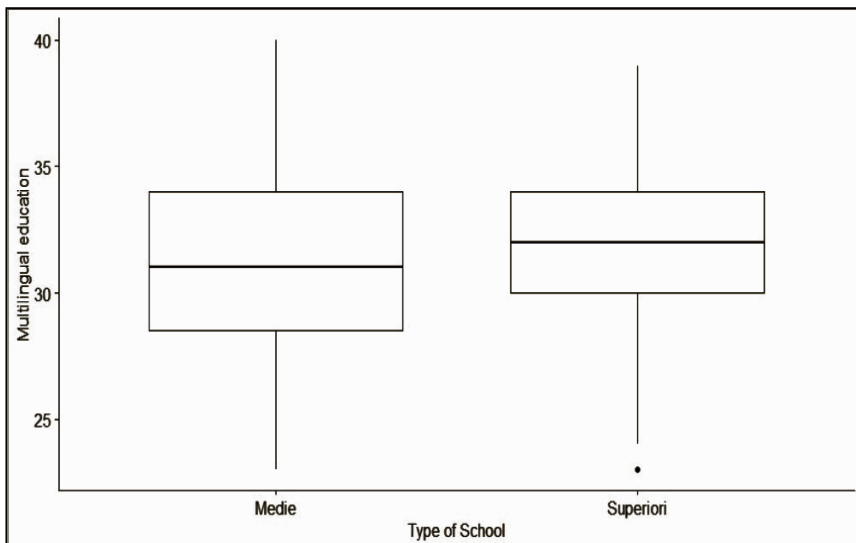 Multilingual education
40
35
30
25
Medie
Superiori
Type of School